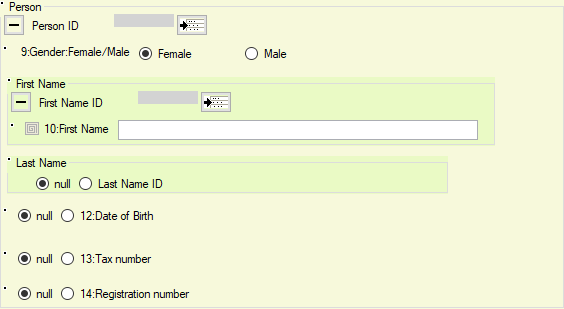 Person
Person ID
9:Gender:Female/Male Female Male
First Name
First Name ID
10:First Name
Last Name
null Last Name ID
null 12:Date of Birth
null 13:Tax number
null 14:Registration number